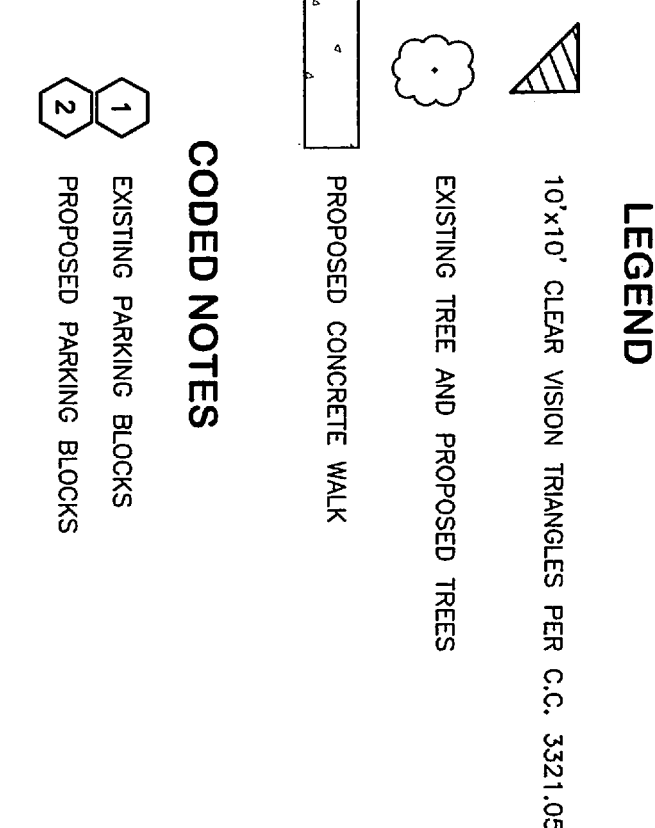 LEGEND
10'x10' CLEAR VISION TRIANGLES PER C.C. 3321.05
EXISTING TREE AND PROPOSED TREES
PROPOSED CONCRETE WALK
CODED NOTES
1 EXISTING PARKING BLOCKS
2 PROPOSED PARKING BLOCKS